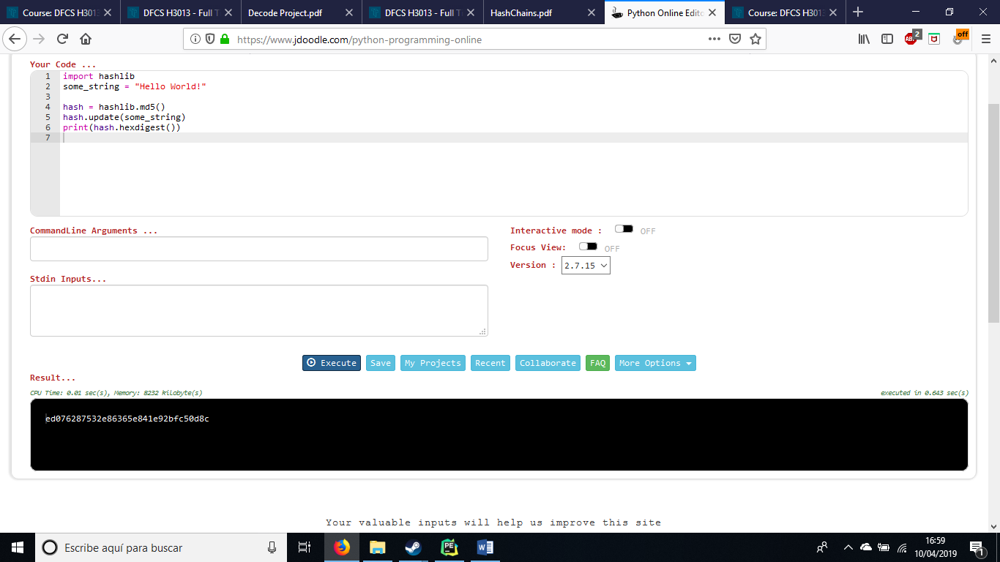 Course: DFCS H3013
DFCS H3013 - Full T
Decode Project.pdf
DFCS H3013 - Full T
HashChains.pdf
Python Online Edito
Course: DFCS H3013
https://www.jdoodle.com/python-programming-online
2
off
Your Code ...
1 import hashlib
2 some_string = "Hello World!"
3
4 hash = hashlib.md5()
5 hash.update(some_string)
6 print(hash.hexdigest())
7
CommandLine Arguments ...
Interactive mode : OFF
Focus View: OFF
Version : 2.7.15
Stdin Inputs...
Execute Save My Projects Recent Collaborate FAQ More Options
Result...
CPU Time: 0.01 sec(s), Memory: 8232 kilobyte(s)
executed in 0.643 sec(s)
ed076287532e86365e841e92bfc50d8c
Your valuable inputs will help us improve this site
Escribe aquí para buscar
16:59
10/04/2019
1